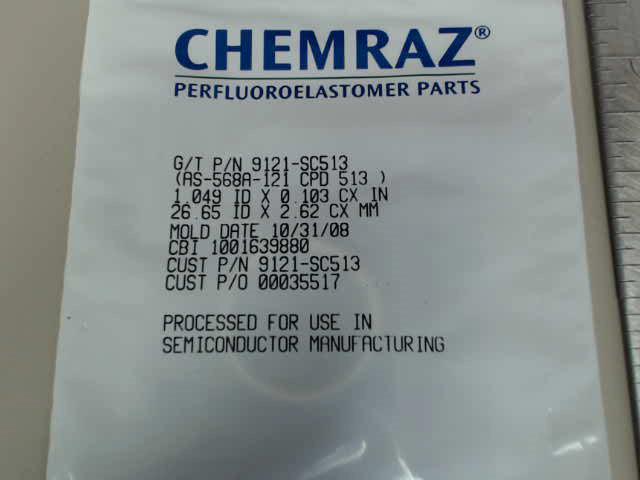 CHEMRAZ®
PERFLUOROELASTOMER PARTS
G/T P/N 9121-SC513
(AS-568A-121 CPD 513 )
1.049 ID X 0.103 CX IN
26.65 ID X 2.62 CX MM
MOLD DATE 10/31/08
CBI 1001639880
CUST P/N 9121-SC513
CUST P/O 00035517
PROCESSED FOR USE IN
SEMICONDUCTOR MANUFACTURING